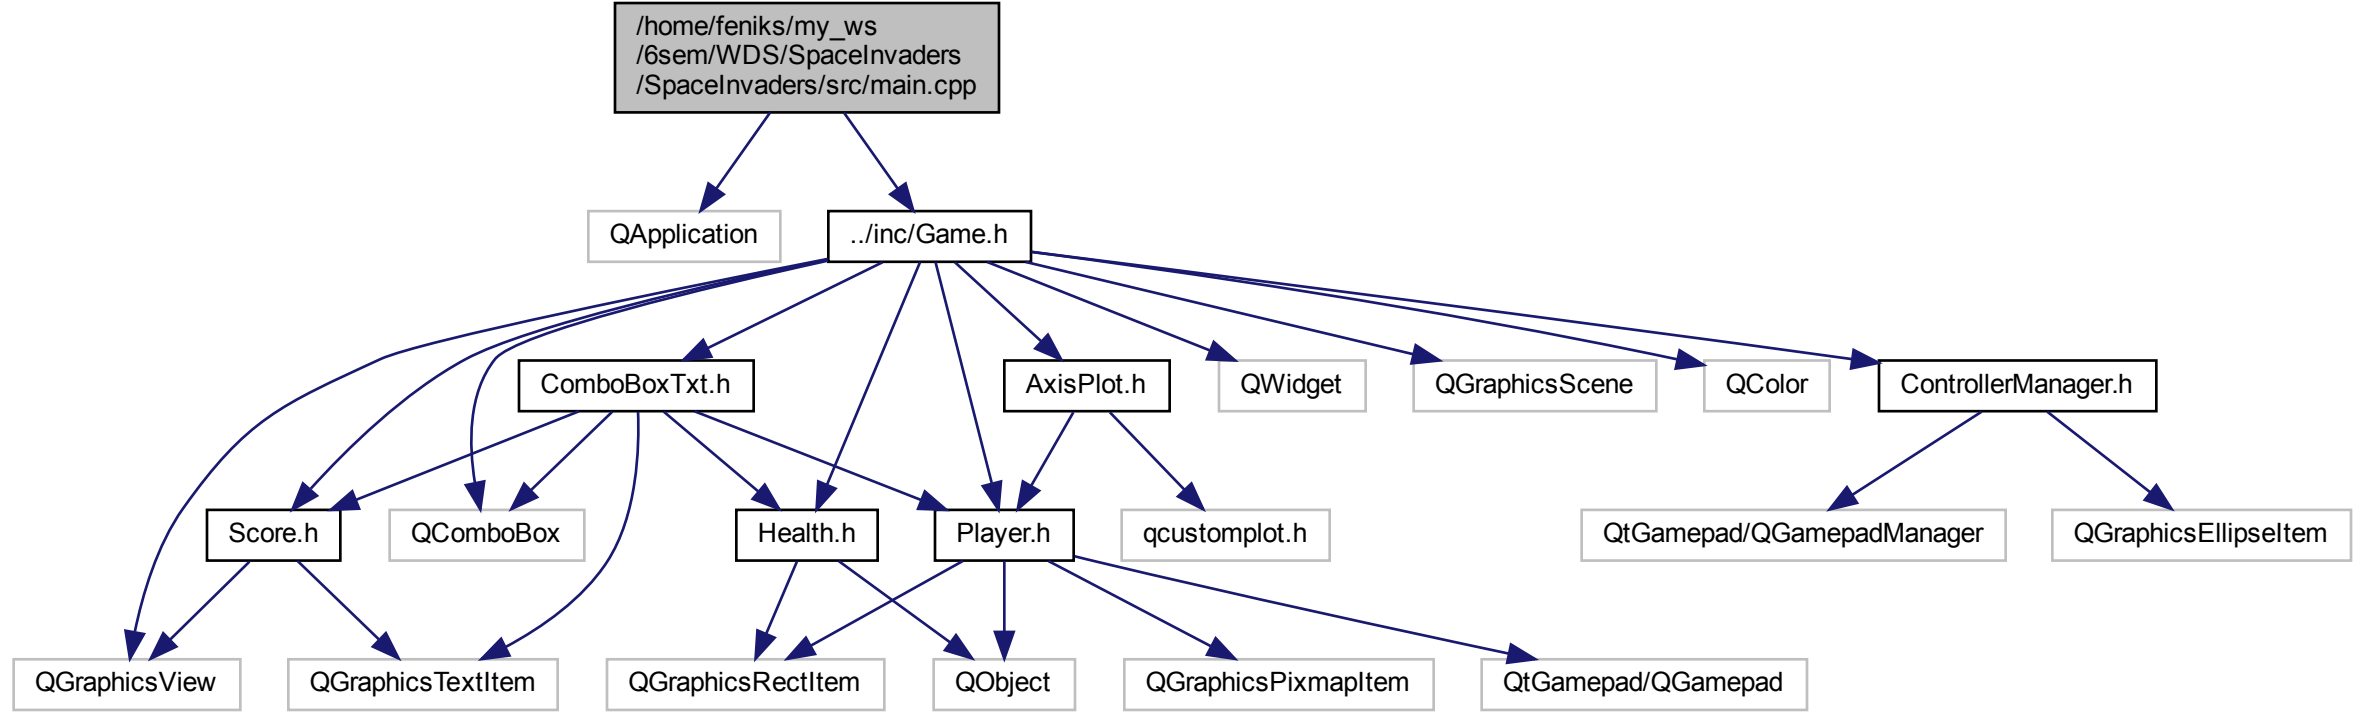 /home/feniks/my_ws
/6sem/WDS/SpaceInvaders
/SpaceInvaders/src/main.cpp
QApplication
../inc/Game.h
ComboBoxTxt.h
AxisPlot.h
QWidget
QGraphicsScene
QColor
ControllerManager.h
Score.h
QComboBox
Health.h
Player.h
qcustomplot.h
QtGamepad/QGamepadManager
QGraphicsEllipseItem
QGraphicsView
QGraphicsTextItem
QGraphicsRectItem
QObject
QGraphicsPixmapItem
QtGamepad/QGamepad